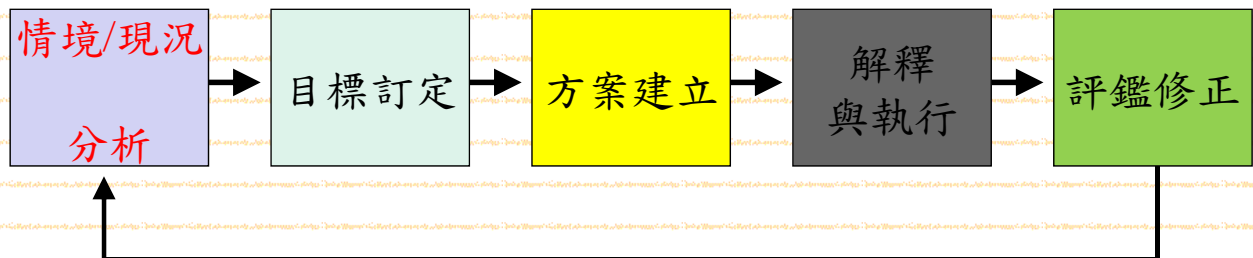 情境/現況
分析
目標訂定
方案建立
解釋
與執行
評鑑修正